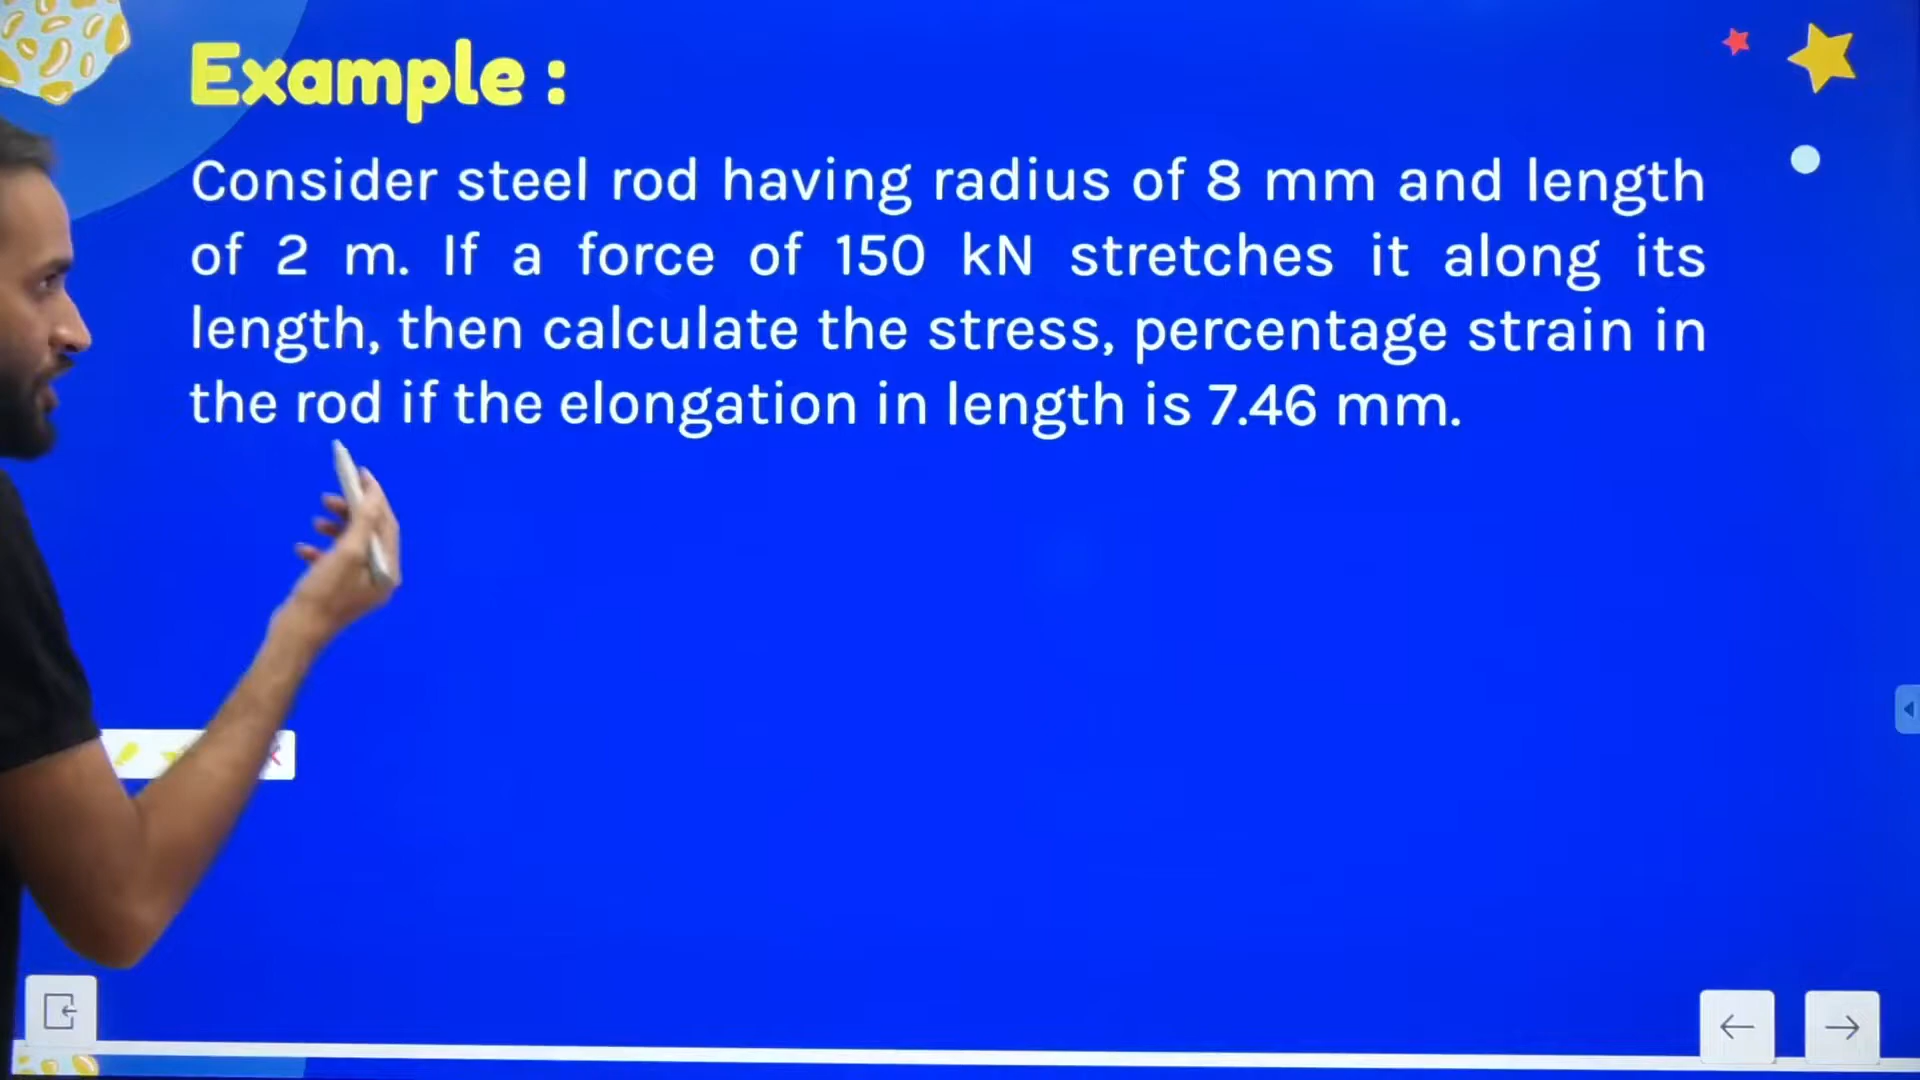 Example :
Consider steel rod having radius of 8 mm and length
of 2 m. If a force of 150 kN stretches it along its
length, then calculate the stress, percentage strain in
the rod if the elongation in length is 7.46 mm.